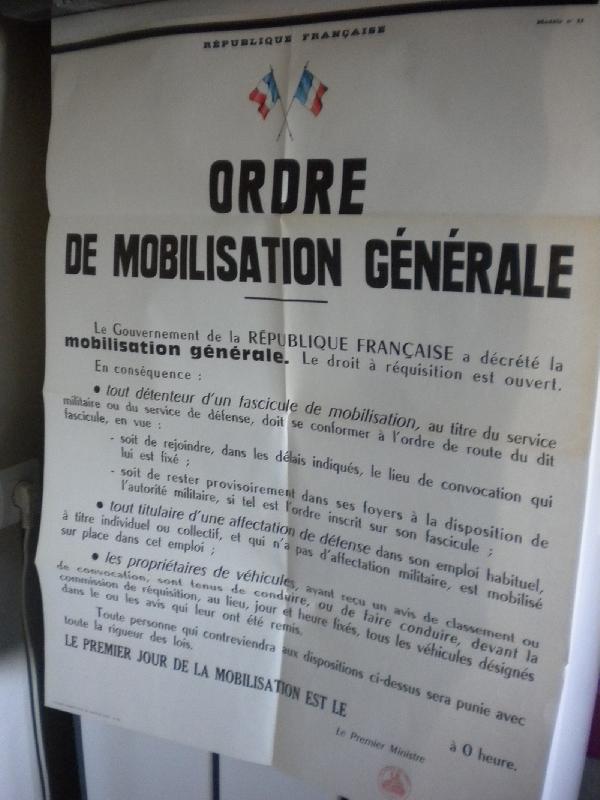 RÉPUBLIQUE FRANÇAISE
ORDRE
DE MOBILISATION GÉNÉRALE
Le Gouvernement de la RÉPUBLIQUE FRANÇAISE a décrété la
mobilisation générale. Le droit à réquisition est ouvert.
En conséquence :
• tout détenteur d'un fascicule de mobilisation, au titre du service
militaire ou du service de défense, doit se conformer à l'ordre de route du dit
fascicule, en vue :
- soit de rejoindre, dans les délais indiqués, le lieu de convocation qui
lui est fixé ;
- soit de rester provisoirement dans ses foyers à la disposition de
l'autorité militaire, si tel est l'ordre inscrit sur son fascicule ;
• tout titulaire d'une affectation de défense dans son emploi habituel,
à titre individuel ou collectif, et qui n'a pas d'affectation militaire, est mobilisé
sur place dans cet emploi ;
• les propriétaires de véhicules, ayant reçu un avis de classement ou
de convocation, sont tenus de conduire, ou de faire conduire, devant la
commission de réquisition, au lieu, jour et heure fixés, tous les véhicules désignés
dans le ou les avis qui leur ont été remis.
Toute personne qui contreviendra aux dispositions ci-dessus sera punie avec
toute la rigueur des lois.
LE PREMIER JOUR DE LA MOBILISATION EST LE
à 0 heure.
Le Premier Ministre